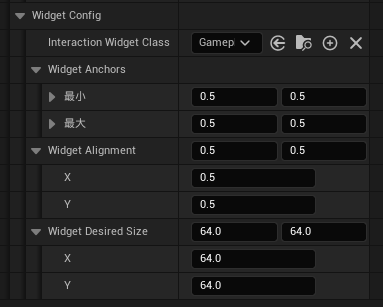 Widget Config
Interaction Widget Class Gamepl
Widget Anchors
最小 0.5 0.5
最大 0.5 0.5
Widget Alignment 0.5 0.5
X 0.5
Y 0.5
Widget Desired Size 64.0 64.0
X 64.0
Y 64.0